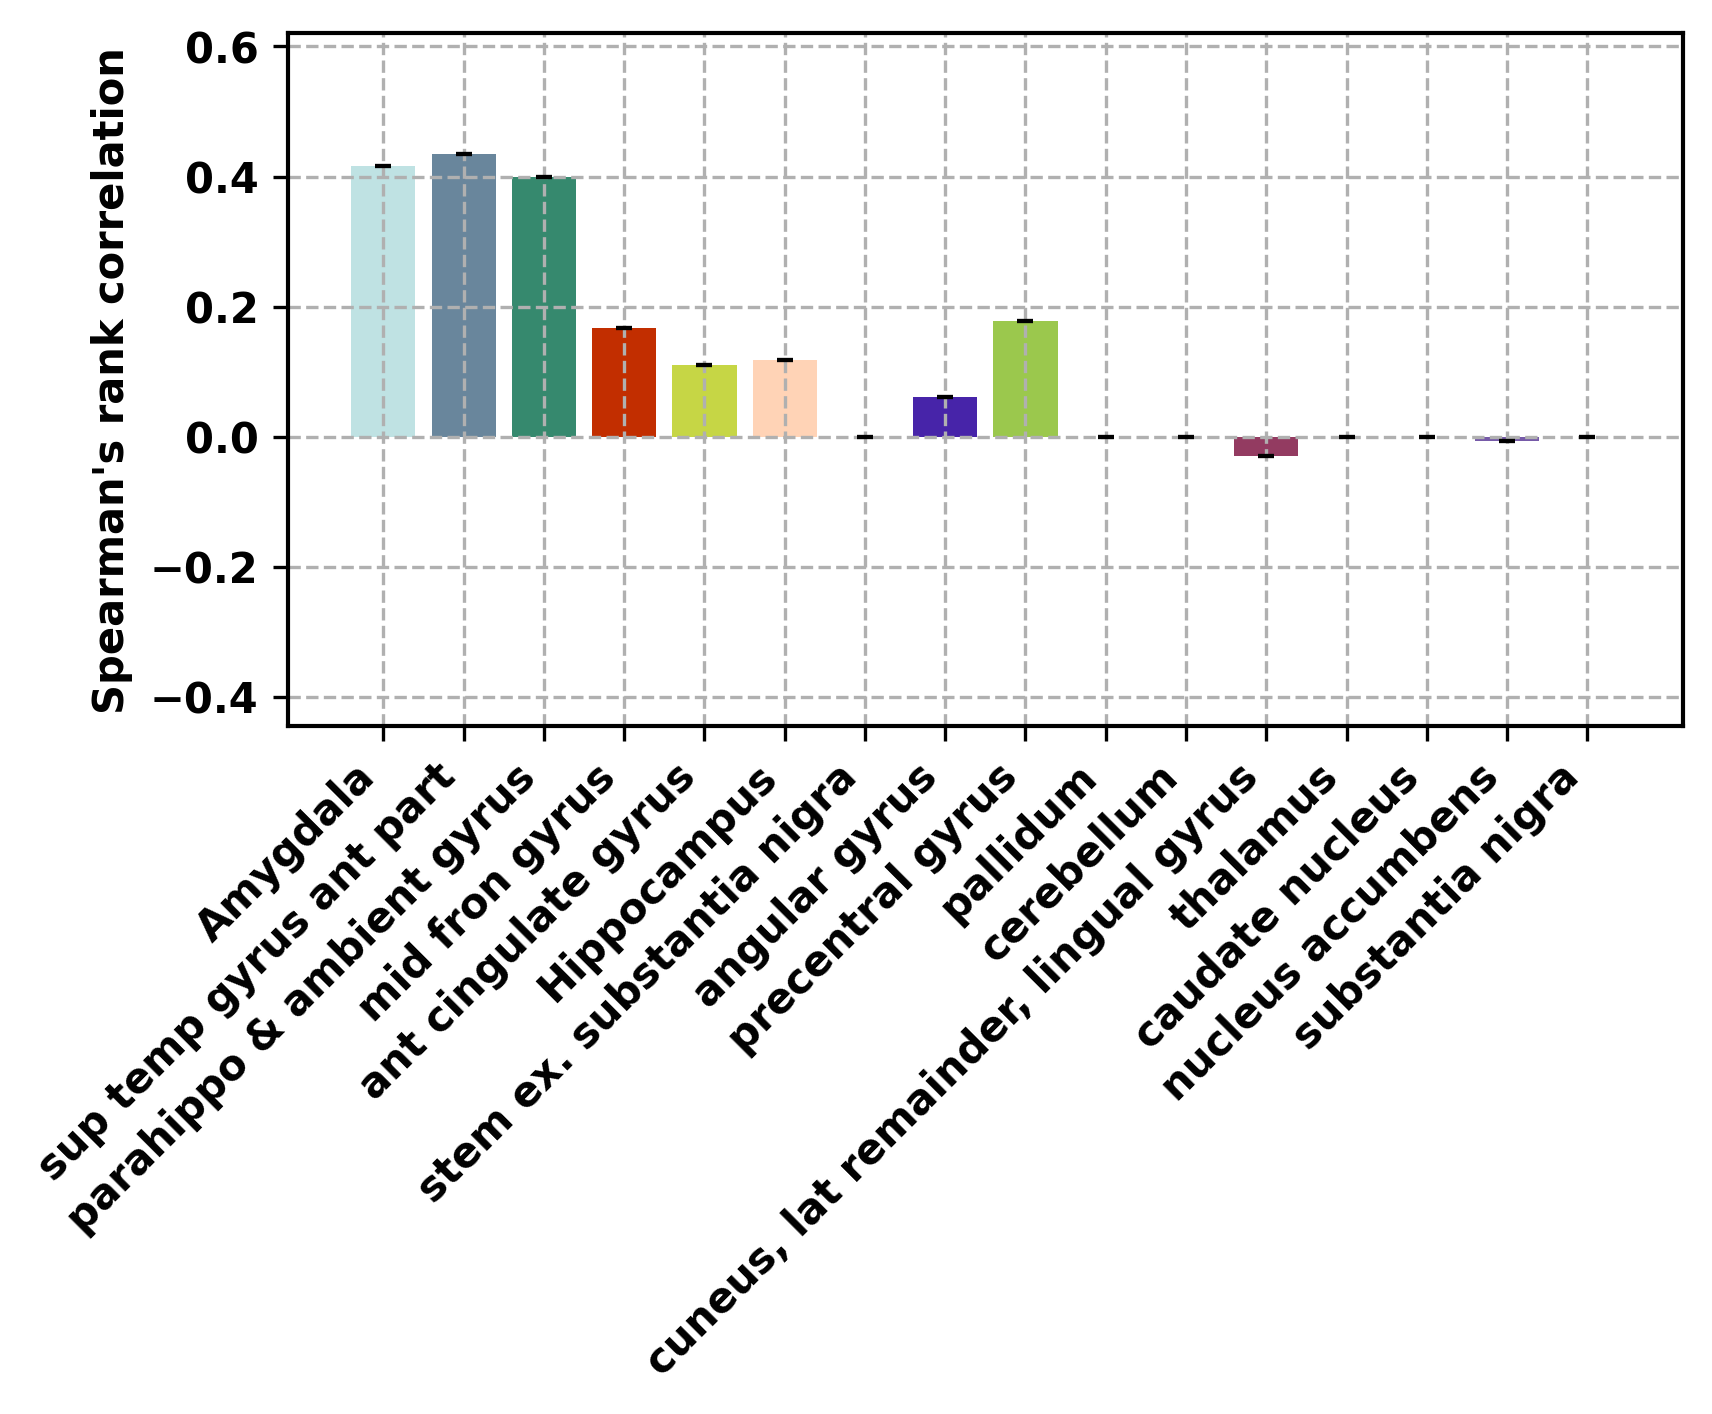 Spearman's rank correlation
0.6
0.4
0.2
0.0
−0.2
−0.4
Amygdala
sup temp gyrus ant part
parahippo & ambient gyrus
mid fron gyrus
ant cingulate gyrus
Hippocampus
stem ex. substantia nigra
angular gyrus
precentral gyrus
pallidum
cerebellum
cuneus, lat remainder, lingual gyrus
thalamus
caudate nucleus
nucleus accumbens
substantia nigra